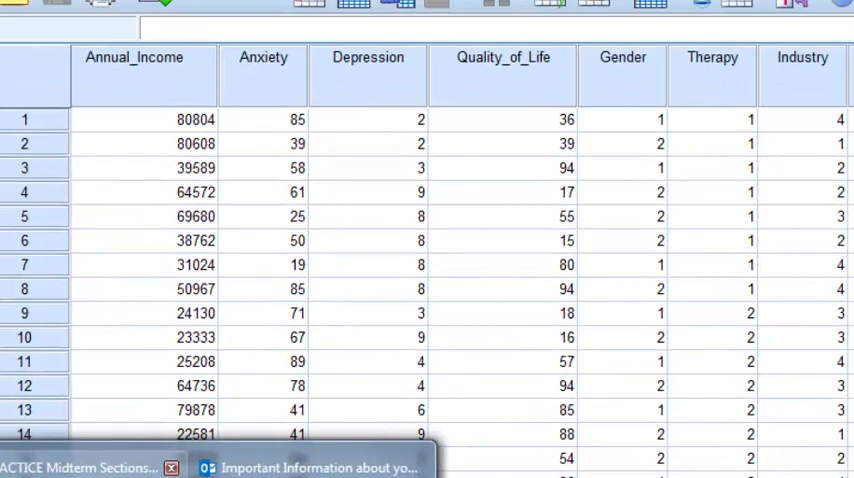 Annual_Income Anxiety Depression Quality_of_Life Gender Therapy Industry
1 80804 85 2 36 1 1 4
2 80608 39 2 39 2 1 1
3 39589 58 3 94 1 1 2
4 64572 61 9 17 2 1 2
5 69680 25 8 55 2 1 3
6 38762 50 8 15 2 1 2
7 31024 19 8 80 1 1 4
8 50967 85 8 94 2 1 4
9 24130 71 3 18 1 2 3
10 23333 67 9 16 2 2 3
11 25208 89 4 57 1 2 4
12 64736 78 4 94 2 2 3
13 79878 41 6 85 1 2 3
14 22581 41 9 88 2 2 1
54 2 2 2
ACTICE Midterm Sections... Important Information about yo...